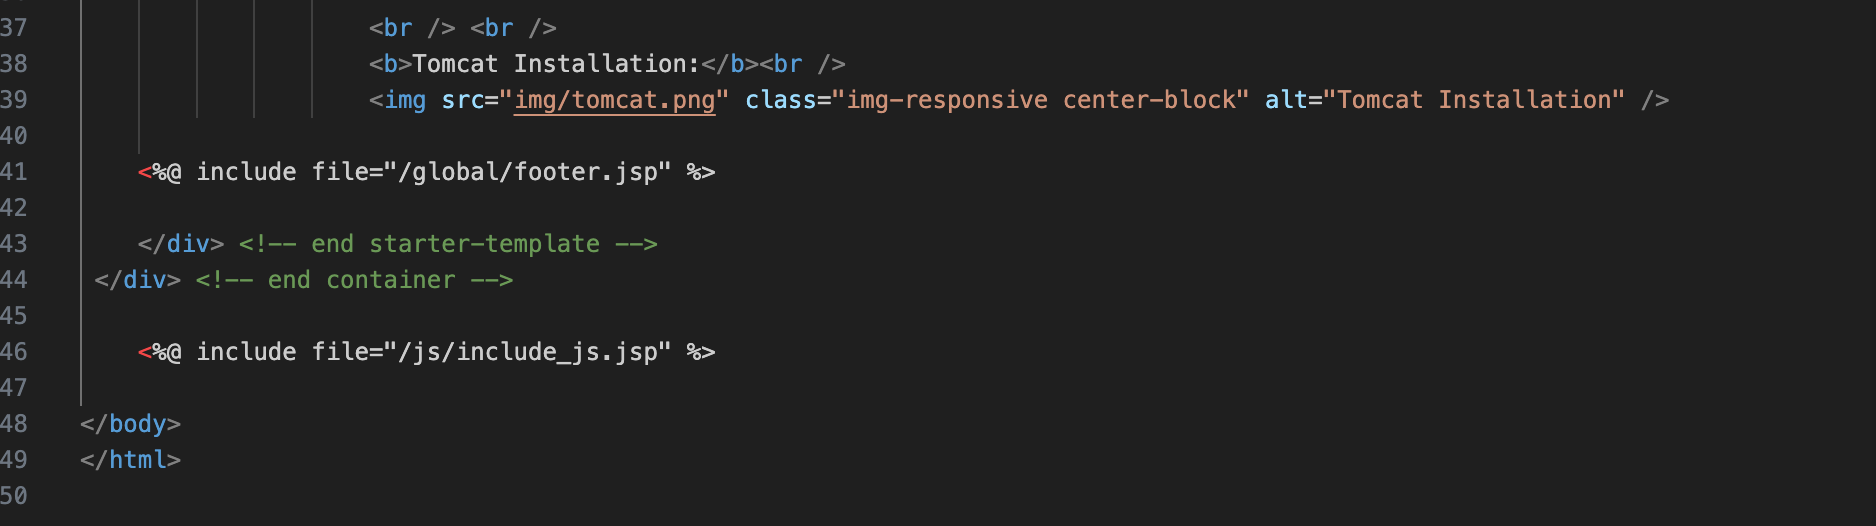 37 <br /> <br />
38 <b>Tomcat Installation:</b><br />
39 <img src="img/tomcat.png" class="img-responsive center-block" alt="Tomcat Installation" />
40
41 <%@ include file="/global/footer.jsp" %>
42
43 </div> <!-- end starter-template -->
44 </div> <!-- end container -->
45
46 <%@ include file="/js/include_js.jsp" %>
47
48 </body>
49 </html>
50